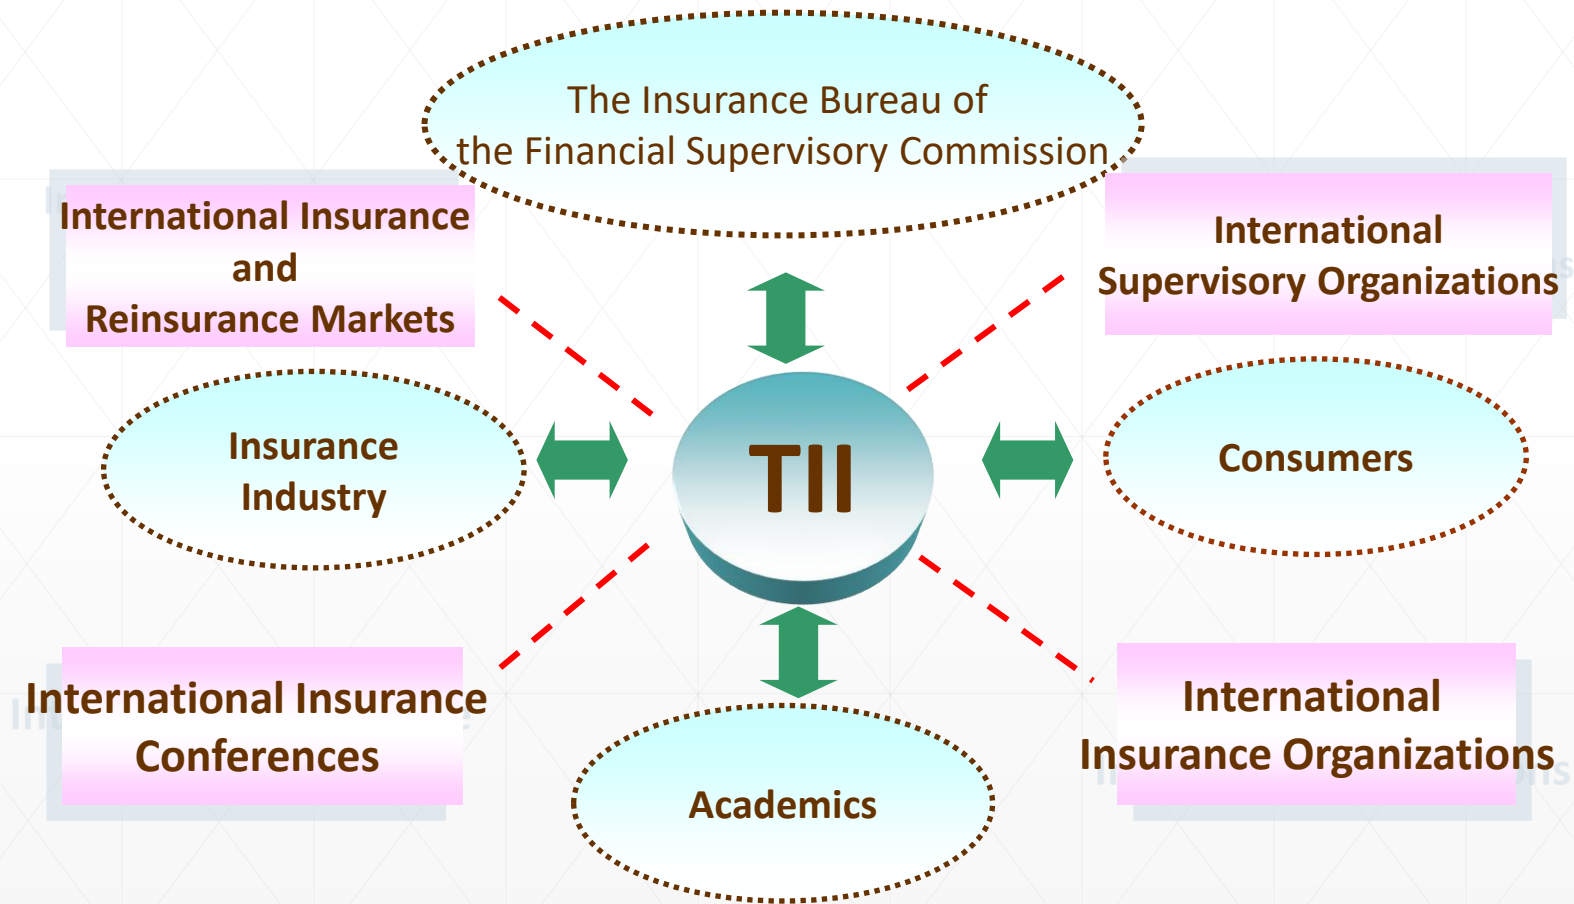 The Insurance Bureau of
the Financial Supervisory Commission
International Insurance
and
Reinsurance Markets
International
Supervisory Organizations
Insurance
Industry
TII
Consumers
International Insurance
Conferences
Academics
International
Insurance Organizations